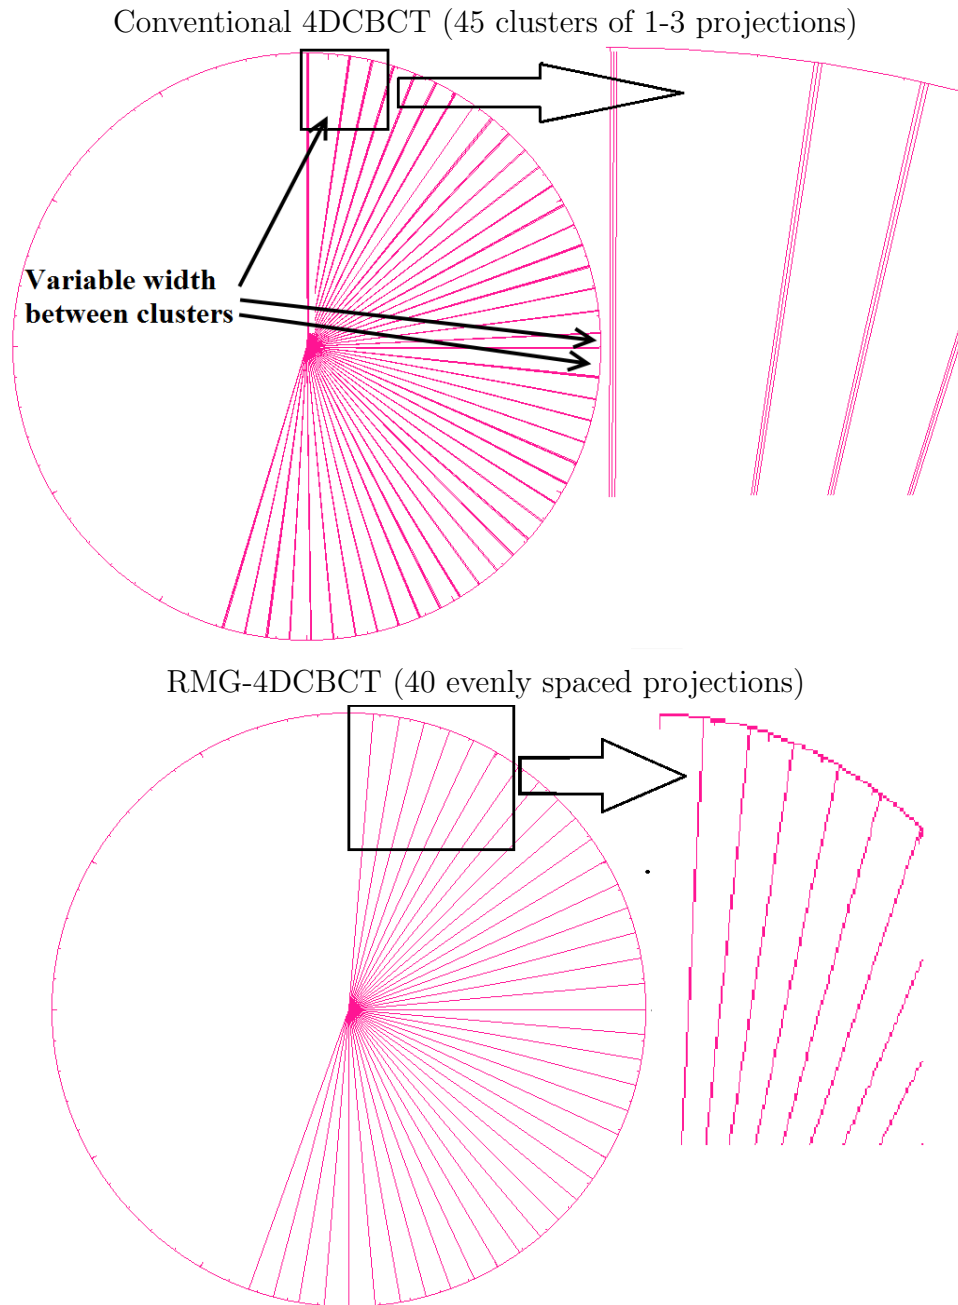 Conventional 4DCBCT (45 clusters of 1-3 projections)
Variable width
between clusters
RMG-4DCBCT (40 evenly spaced projections)